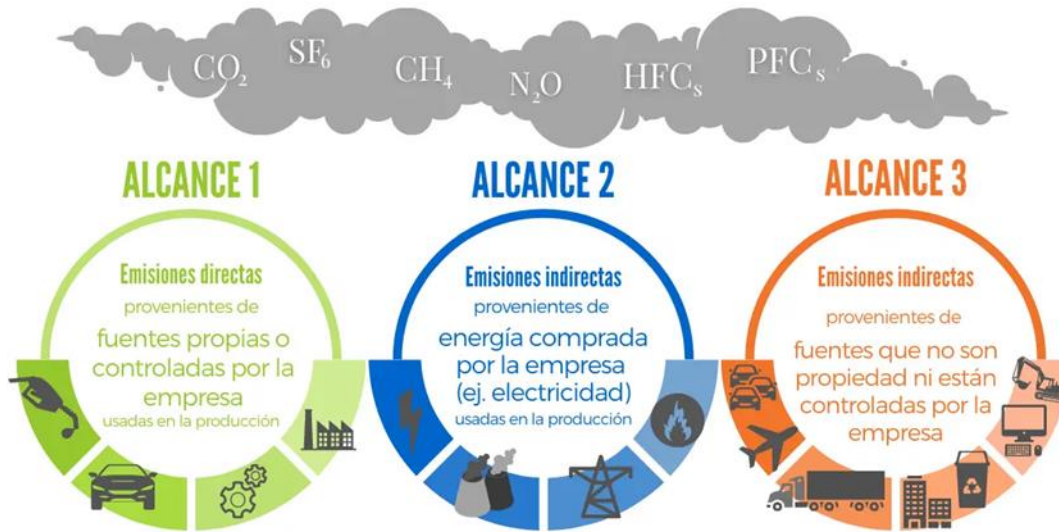 CO₂
SF₆
CH₄
N₂O
HFCₛ
PFCₛ
ALCANCE 1
Emisiones directas
provenientes de
fuentes propias o
controladas por la
empresa
usadas en la producción
ALCANCE 2
Emisiones indirectas
provenientes de
energía comprada
por la empresa
(ej. electricidad)
usadas en la producción
ALCANCE 3
Emisiones indirectas
provenientes de
fuentes que no son
propiedad ni están
controladas por la
empresa